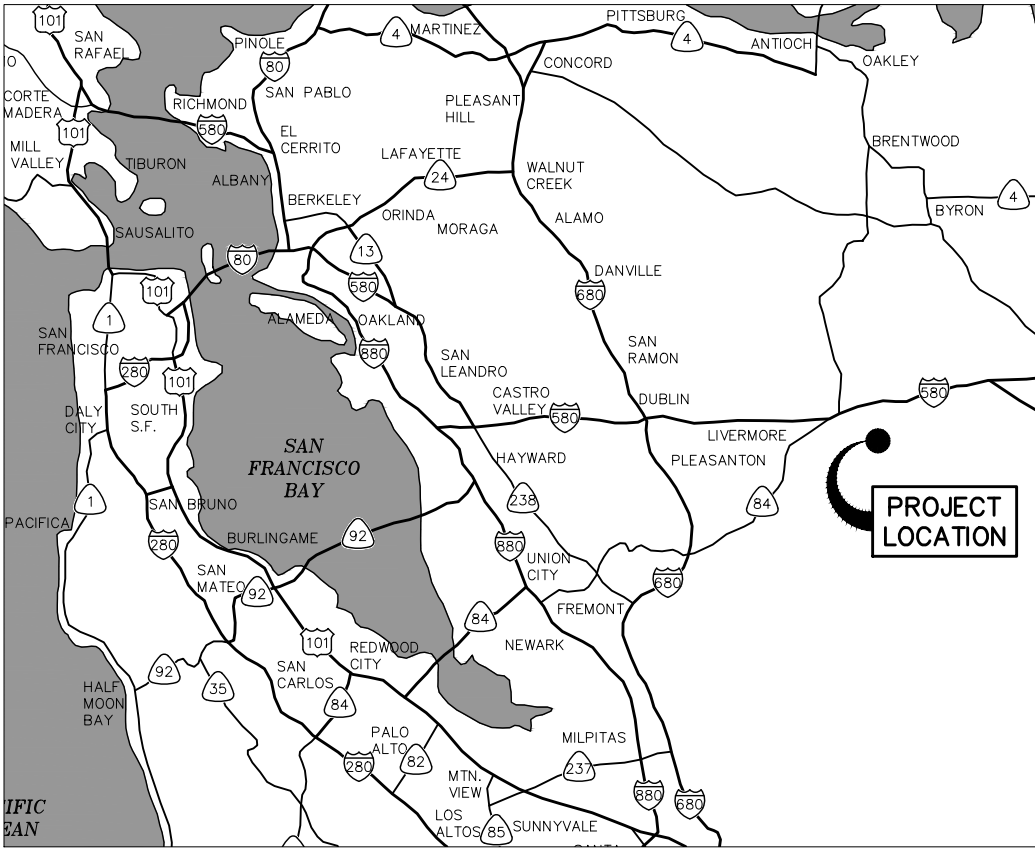 101
SAN
RAFAEL
PINOLE
80
4
MARTINEZ
PITTSBURG
4
ANTIOCH
OAKLEY
O
CONCORD
CORTE
MADERA
RICHMOND
SAN PABLO
PLEASANT
HILL
580
101
EL
CERRITO
MILL
VALLEY
TIBURON
ALBANY
LAFAYETTE
24
WALNUT
CREEK
BRENTWOOD
BERKELEY
ORINDA
MORAGA
ALAMO
4
BYRON
SAUSALITO
80
13
DANVILLE
101
580
680
1
ALAMEDA
OAKLAND
SAN
FRANCISCO
880
SAN
LEANDRO
SAN
RAMON
280
101
580
CASTRO
VALLEY
580
DUBLIN
DALY
CITY
SOUTH
S.F.
LIVERMORE
PLEASANTON
SAN
FRANCISCO
BAY
HAYWARD
238
84
PROJECT
LOCATION
1
PACIFICA
SAN BRUNO
280
BURLINGAME
92
880
UNION
CITY
680
SAN
MATEO
92
FREMONT
84
NEWARK
101
REDWOOD
CITY
92
35
SAN
CARLOS
84
HALF
MOON
BAY
PALO
ALTO
82
280
MILPITAS
237
MTN.
VIEW
880
680
LOS
ALTOS
85
SUNNYVALE
IFIC
EAN